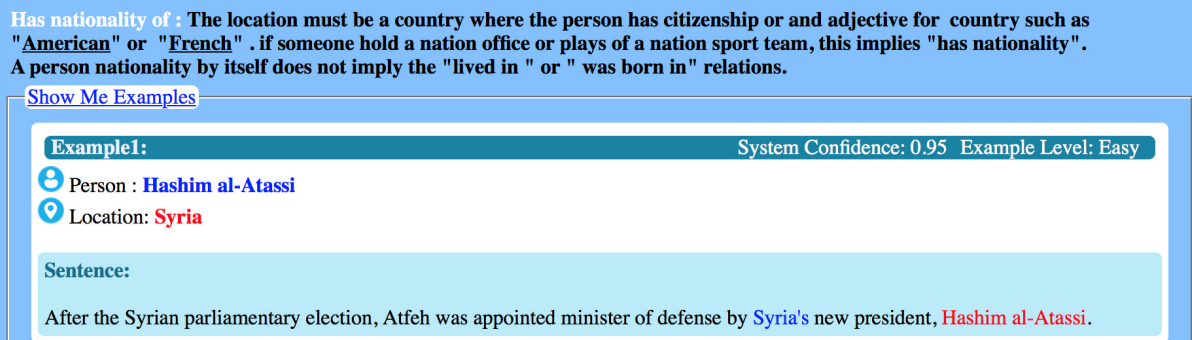 Has nationality of : The location must be a country where the person has citizenship or and adjective for country such as
"American" or "French" . if someone hold a nation office or plays of a nation sport team, this implies "has nationality".
A person nationality by itself does not imply the "lived in " or " was born in" relations.
Show Me Examples
Example1: System Confidence: 0.95 Example Level: Easy
Person : Hashim al-Atassi
Location: Syria
Sentence:
After the Syrian parliamentary election, Atfeh was appointed minister of defense by Syria's new president, Hashim al-Atassi.